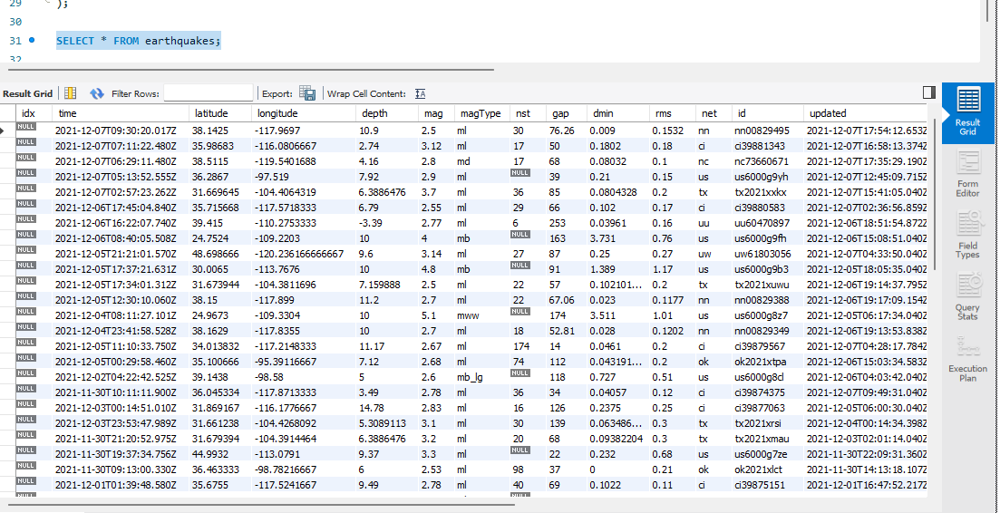 29 );
30
31 SELECT * FROM earthquakes;
32
Result Grid Filter Rows: Export: Wrap Cell Content:
idx time latitude longitude depth mag magType nst gap dmin rms net id updated
NULL 2021-12-07T09:30:20.017Z 38.1425 -117.9697 10.9 2.5 ml 30 76.26 0.009 0.1532 nn nn00829495 2021-12-07T17:54:12.653Z
NULL 2021-12-07T07:11:22.480Z 35.98683 -116.0806667 2.74 3.12 ml 17 50 0.1802 0.18 ci ci39881343 2021-12-07T16:58:13.374Z
NULL 2021-12-07T06:29:11.480Z 38.5115 -119.5401688 4.16 2.8 md 17 68 0.08032 0.1 nc nc73660671 2021-12-07T17:35:29.190Z
NULL 2021-12-07T05:13:52.555Z 36.2867 -97.519 7.92 2.9 ml NULL 39 0.21 0.15 us us6000g9yh 2021-12-07T12:45:09.715Z
NULL 2021-12-07T02:57:23.262Z 31.669645 -104.4064319 6.3886476 3.7 ml 36 85 0.0804328 0.2 tx tx2021xxkx 2021-12-07T15:41:05.040Z
NULL 2021-12-06T17:45:04.840Z 35.715668 -117.5718333 6.79 2.55 ml 29 66 0.102 0.17 ci ci39880583 2021-12-07T02:36:56.859Z
NULL 2021-12-06T16:22:07.740Z 39.415 -110.2753333 -3.39 2.77 ml 6 253 0.03961 0.16 uu uu60470897 2021-12-06T18:51:54.872Z
NULL 2021-12-06T08:40:05.508Z 24.7524 -109.2203 10 4 mb NULL 163 3.731 0.76 us us6000g9fh 2021-12-06T15:08:51.040Z
NULL 2021-12-05T21:21:01.570Z 48.698666 -120.236166666667 9.6 3.14 ml 27 87 0.25 0.27 uw uw61803056 2021-12-07T04:33:50.040Z
NULL 2021-12-05T17:37:21.631Z 30.0065 -113.7676 10 4.8 mb NULL 91 1.389 1.17 us us6000g9b3 2021-12-05T18:05:35.040Z
NULL 2021-12-05T17:34:01.312Z 31.673944 -104.3811696 7.159888 2.5 ml 22 57 0.102101... 0.2 tx tx2021xuwu 2021-12-06T19:14:37.795Z
NULL 2021-12-05T12:30:10.060Z 38.15 -117.899 11.2 2.7 ml 22 67.06 0.023 0.1177 nn nn00829388 2021-12-06T19:17:09.154Z
NULL 2021-12-04T08:11:27.101Z 24.9673 -109.3304 10 5.1 mww NULL 174 3.511 1.01 us us6000g8z7 2021-12-05T06:17:34.040Z
NULL 2021-12-04T23:41:58.528Z 38.1629 -117.8355 10 2.7 ml 18 52.81 0.028 0.1202 nn nn00829349 2021-12-06T19:13:53.838Z
NULL 2021-12-05T11:10:33.750Z 34.013832 -117.2148333 11.17 2.67 ml 174 14 0.0461 0.2 ci ci39879567 2021-12-07T04:28:17.784Z
NULL 2021-12-05T00:29:58.460Z 35.100666 -95.39116667 7.12 2.68 ml 74 112 0.043191... 0.2 ok ok2021xtpa 2021-12-06T15:03:34.583Z
NULL 2021-12-02T04:22:42.525Z 39.1438 -98.58 5 2.6 mb_lg NULL 118 0.727 0.51 us us6000g8cl 2021-12-06T04:03:42.040Z
NULL 2021-11-30T10:11:11.900Z 36.045334 -117.8713333 3.49 2.78 ml 36 34 0.04057 0.12 ci ci39874375 2021-12-07T09:49:31.040Z
NULL 2021-12-03T00:14:51.010Z 31.869167 -116.1776667 14.78 2.83 ml 16 126 0.2375 0.25 ci ci39877063 2021-12-05T06:00:30.040Z
NULL 2021-12-03T23:53:47.989Z 31.661238 -104.4268092 5.3089113 3.1 ml 30 139 0.063486... 0.3 tx tx2021xrsi 2021-12-04T00:14:34.398Z
NULL 2021-11-30T21:20:52.975Z 31.679394 -104.3914464 6.3886476 3.2 ml 20 68 0.09382204 0.3 tx tx2021xmau 2021-12-03T02:01:14.040Z
NULL 2021-11-30T19:37:34.756Z 44.9932 -113.0791 9.37 3.3 ml NULL 22 0.232 0.68 us us6000g7ze 2021-11-30T22:09:31.360Z
NULL 2021-11-30T09:13:00.330Z 36.463333 -98.78216667 6 2.53 ml 98 37 0 0.21 ok ok2021xlct 2021-11-30T14:13:18.107Z
NULL 2021-12-01T01:39:48.580Z 35.6755 -117.5241667 9.49 2.78 ml 40 69 0.1022 0.11 ci ci39875151 2021-12-01T16:47:52.217Z
NULL NULL
Result
Grid
Form
Editor
Field
Types
Query
Stats
Execution
Plan